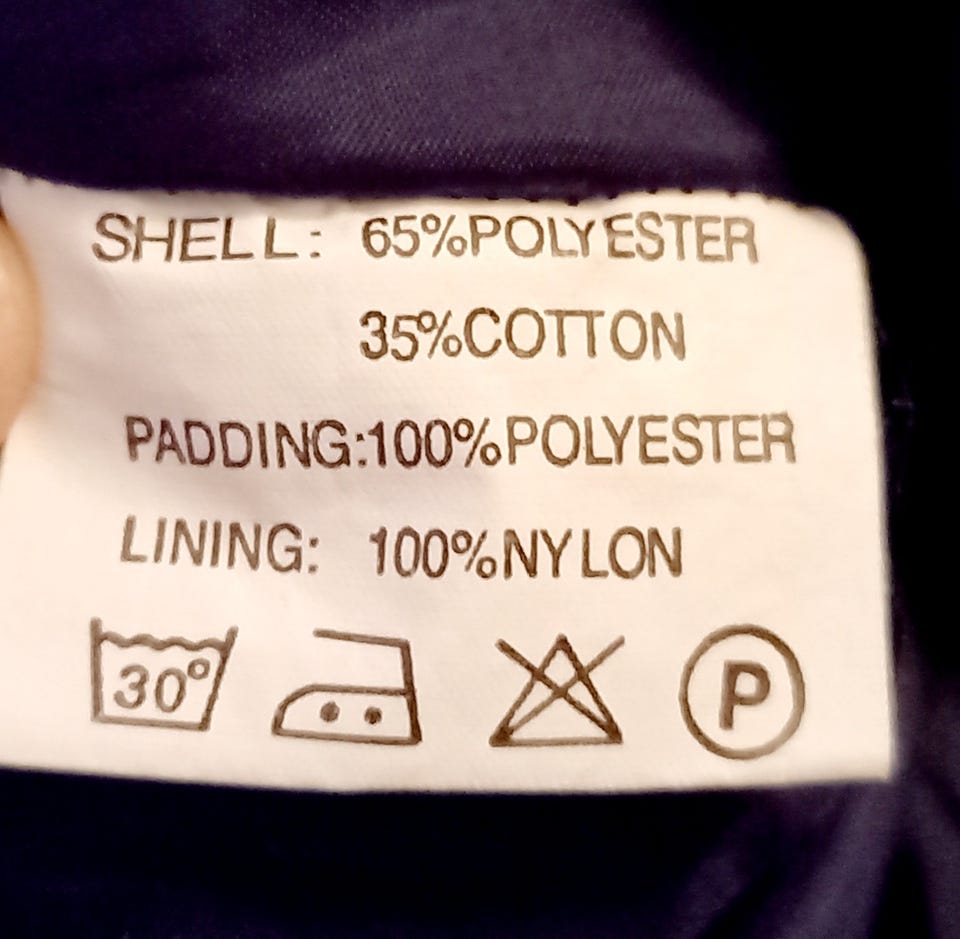 SHELL: 65%POLYESTER
35%COTTON
PADDING:100%POLYESTER
LINING: 100%NYLON
30° P